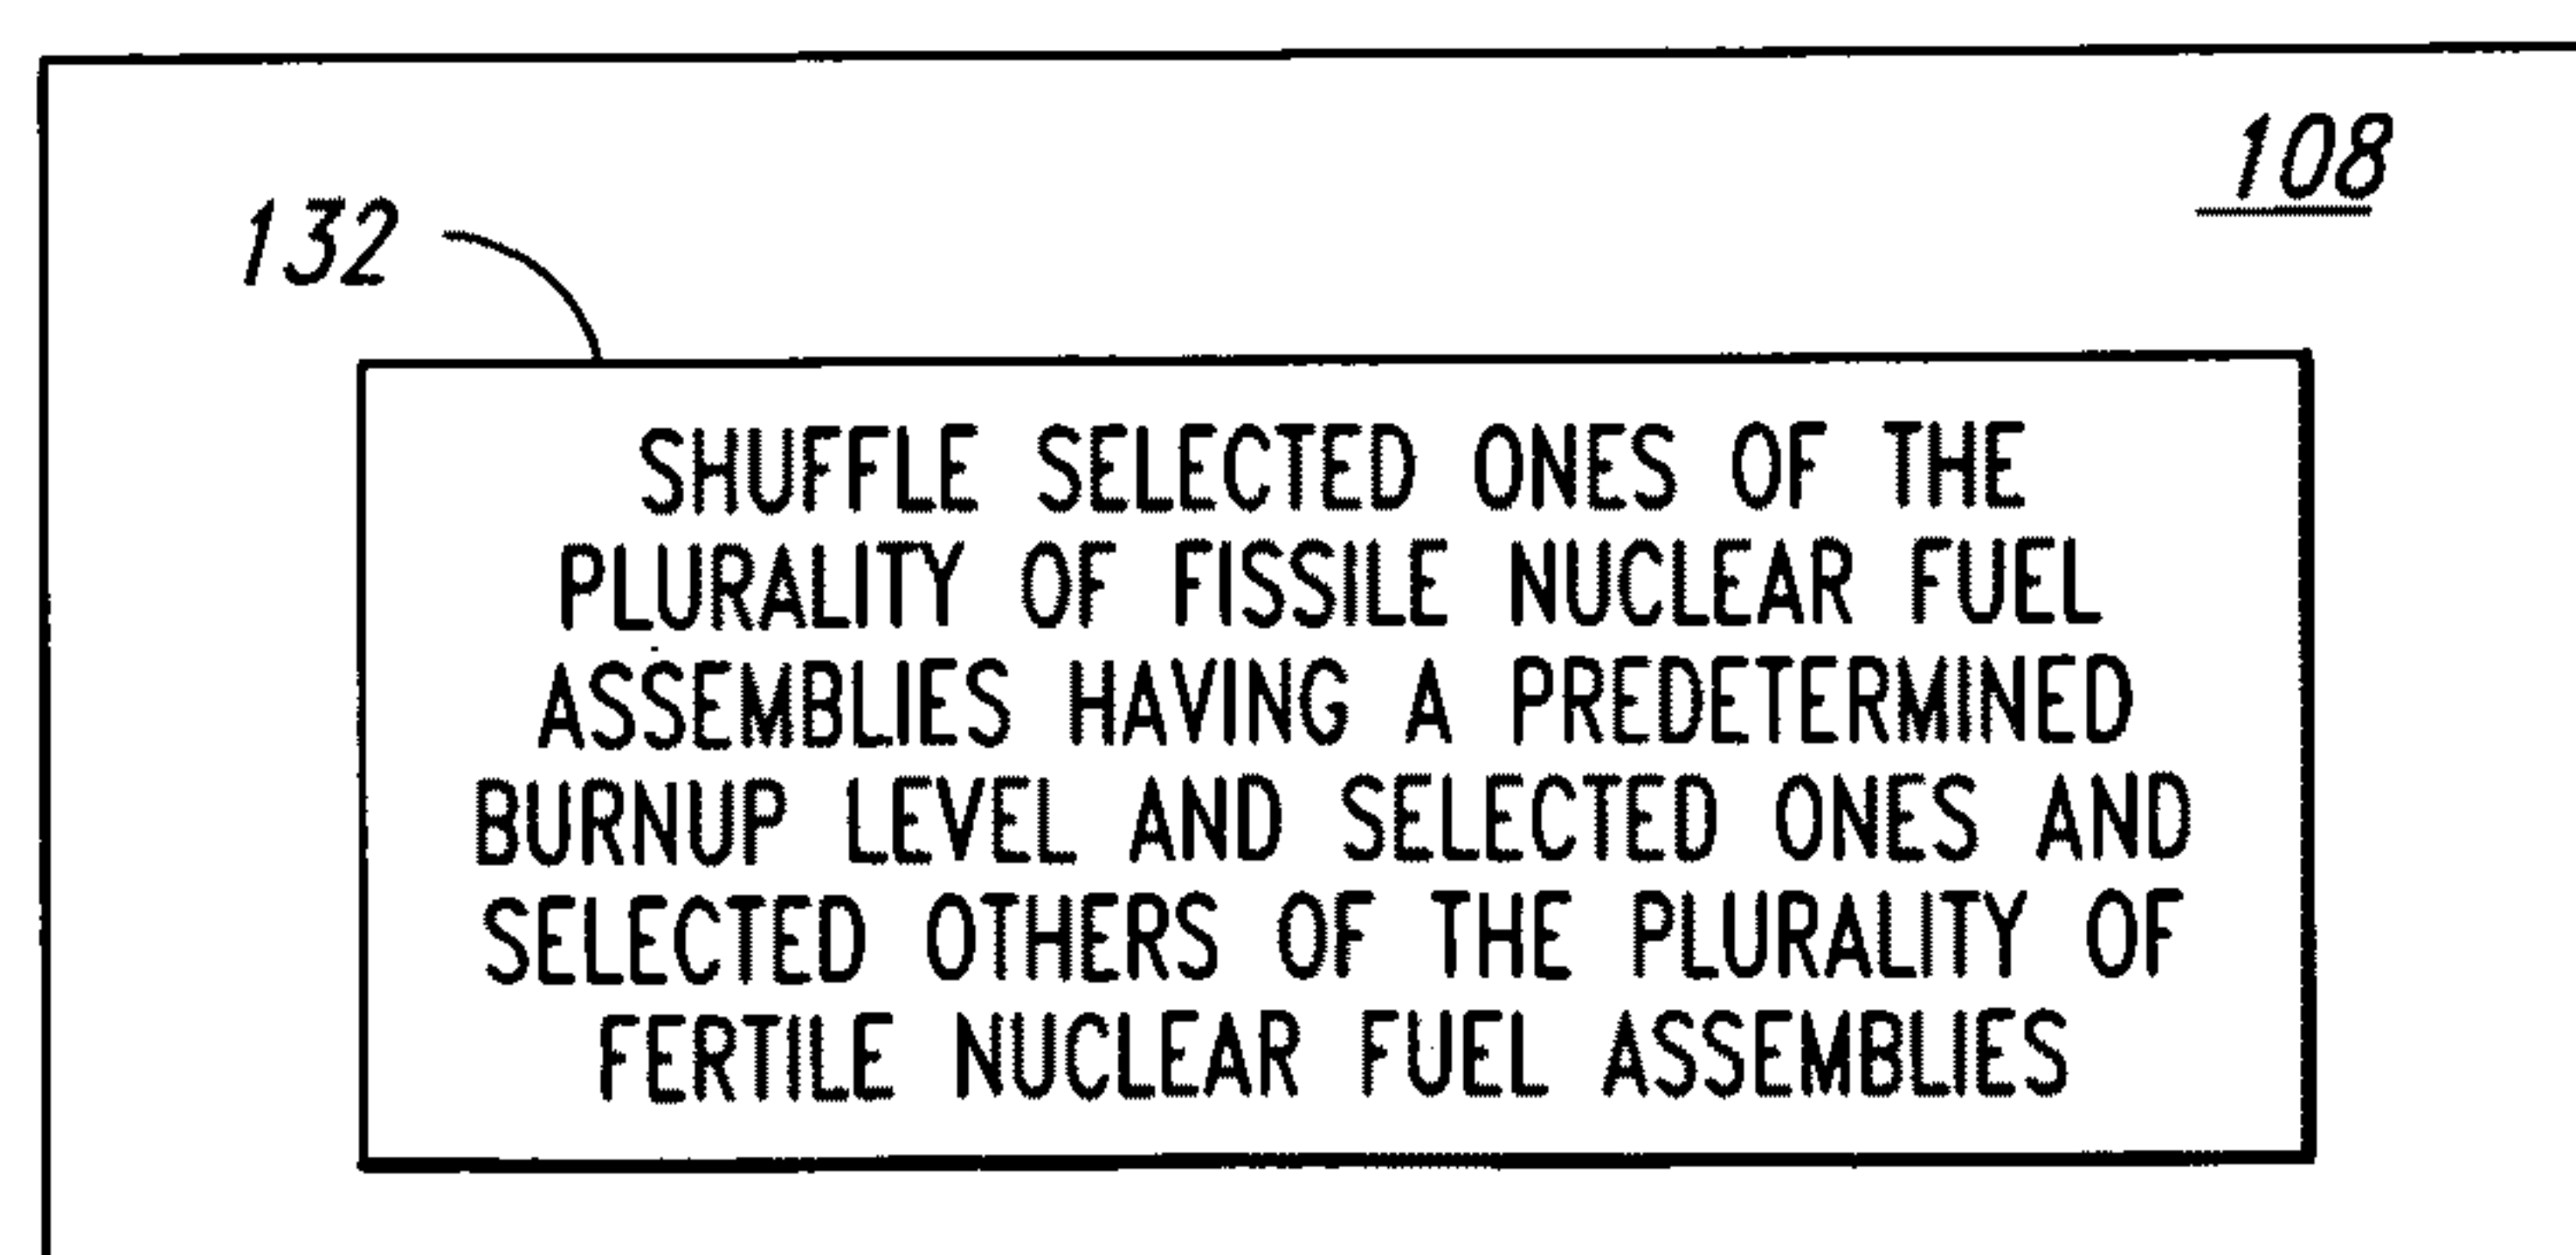 108
132
SHUFFLE SELECTED ONES OF THE
PLURALITY OF FISSILE NUCLEAR FUEL
ASSEMBLIES HAVING A PREDETERMINED
BURNUP LEVEL AND SELECTED ONES AND
SELECTED OTHERS OF THE PLURALITY OF
FERTILE NUCLEAR FUEL ASSEMBLIES